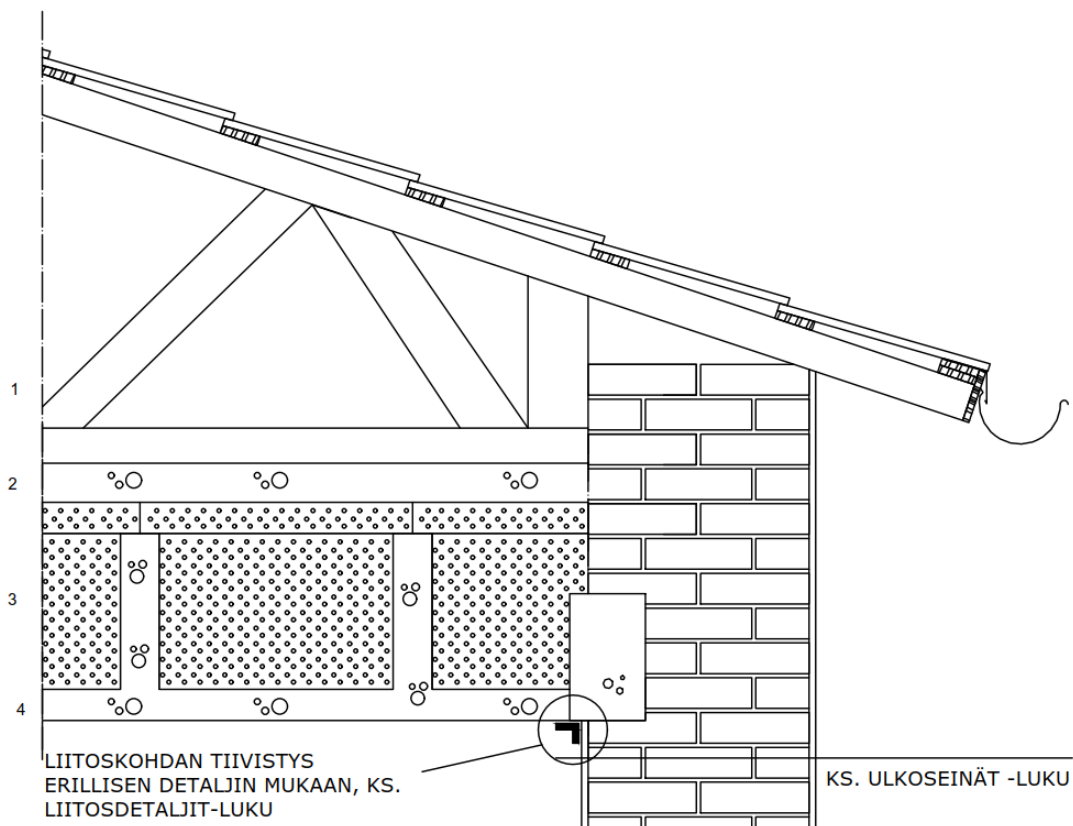 1
2
3
4
LIITOSKOHDAN TIIVISTYS
ERILLISEN DETALJIN MUKAAN, KS.
LIITOSDETALJIT-LUKU
KS. ULKOSEINÄT -LUKU